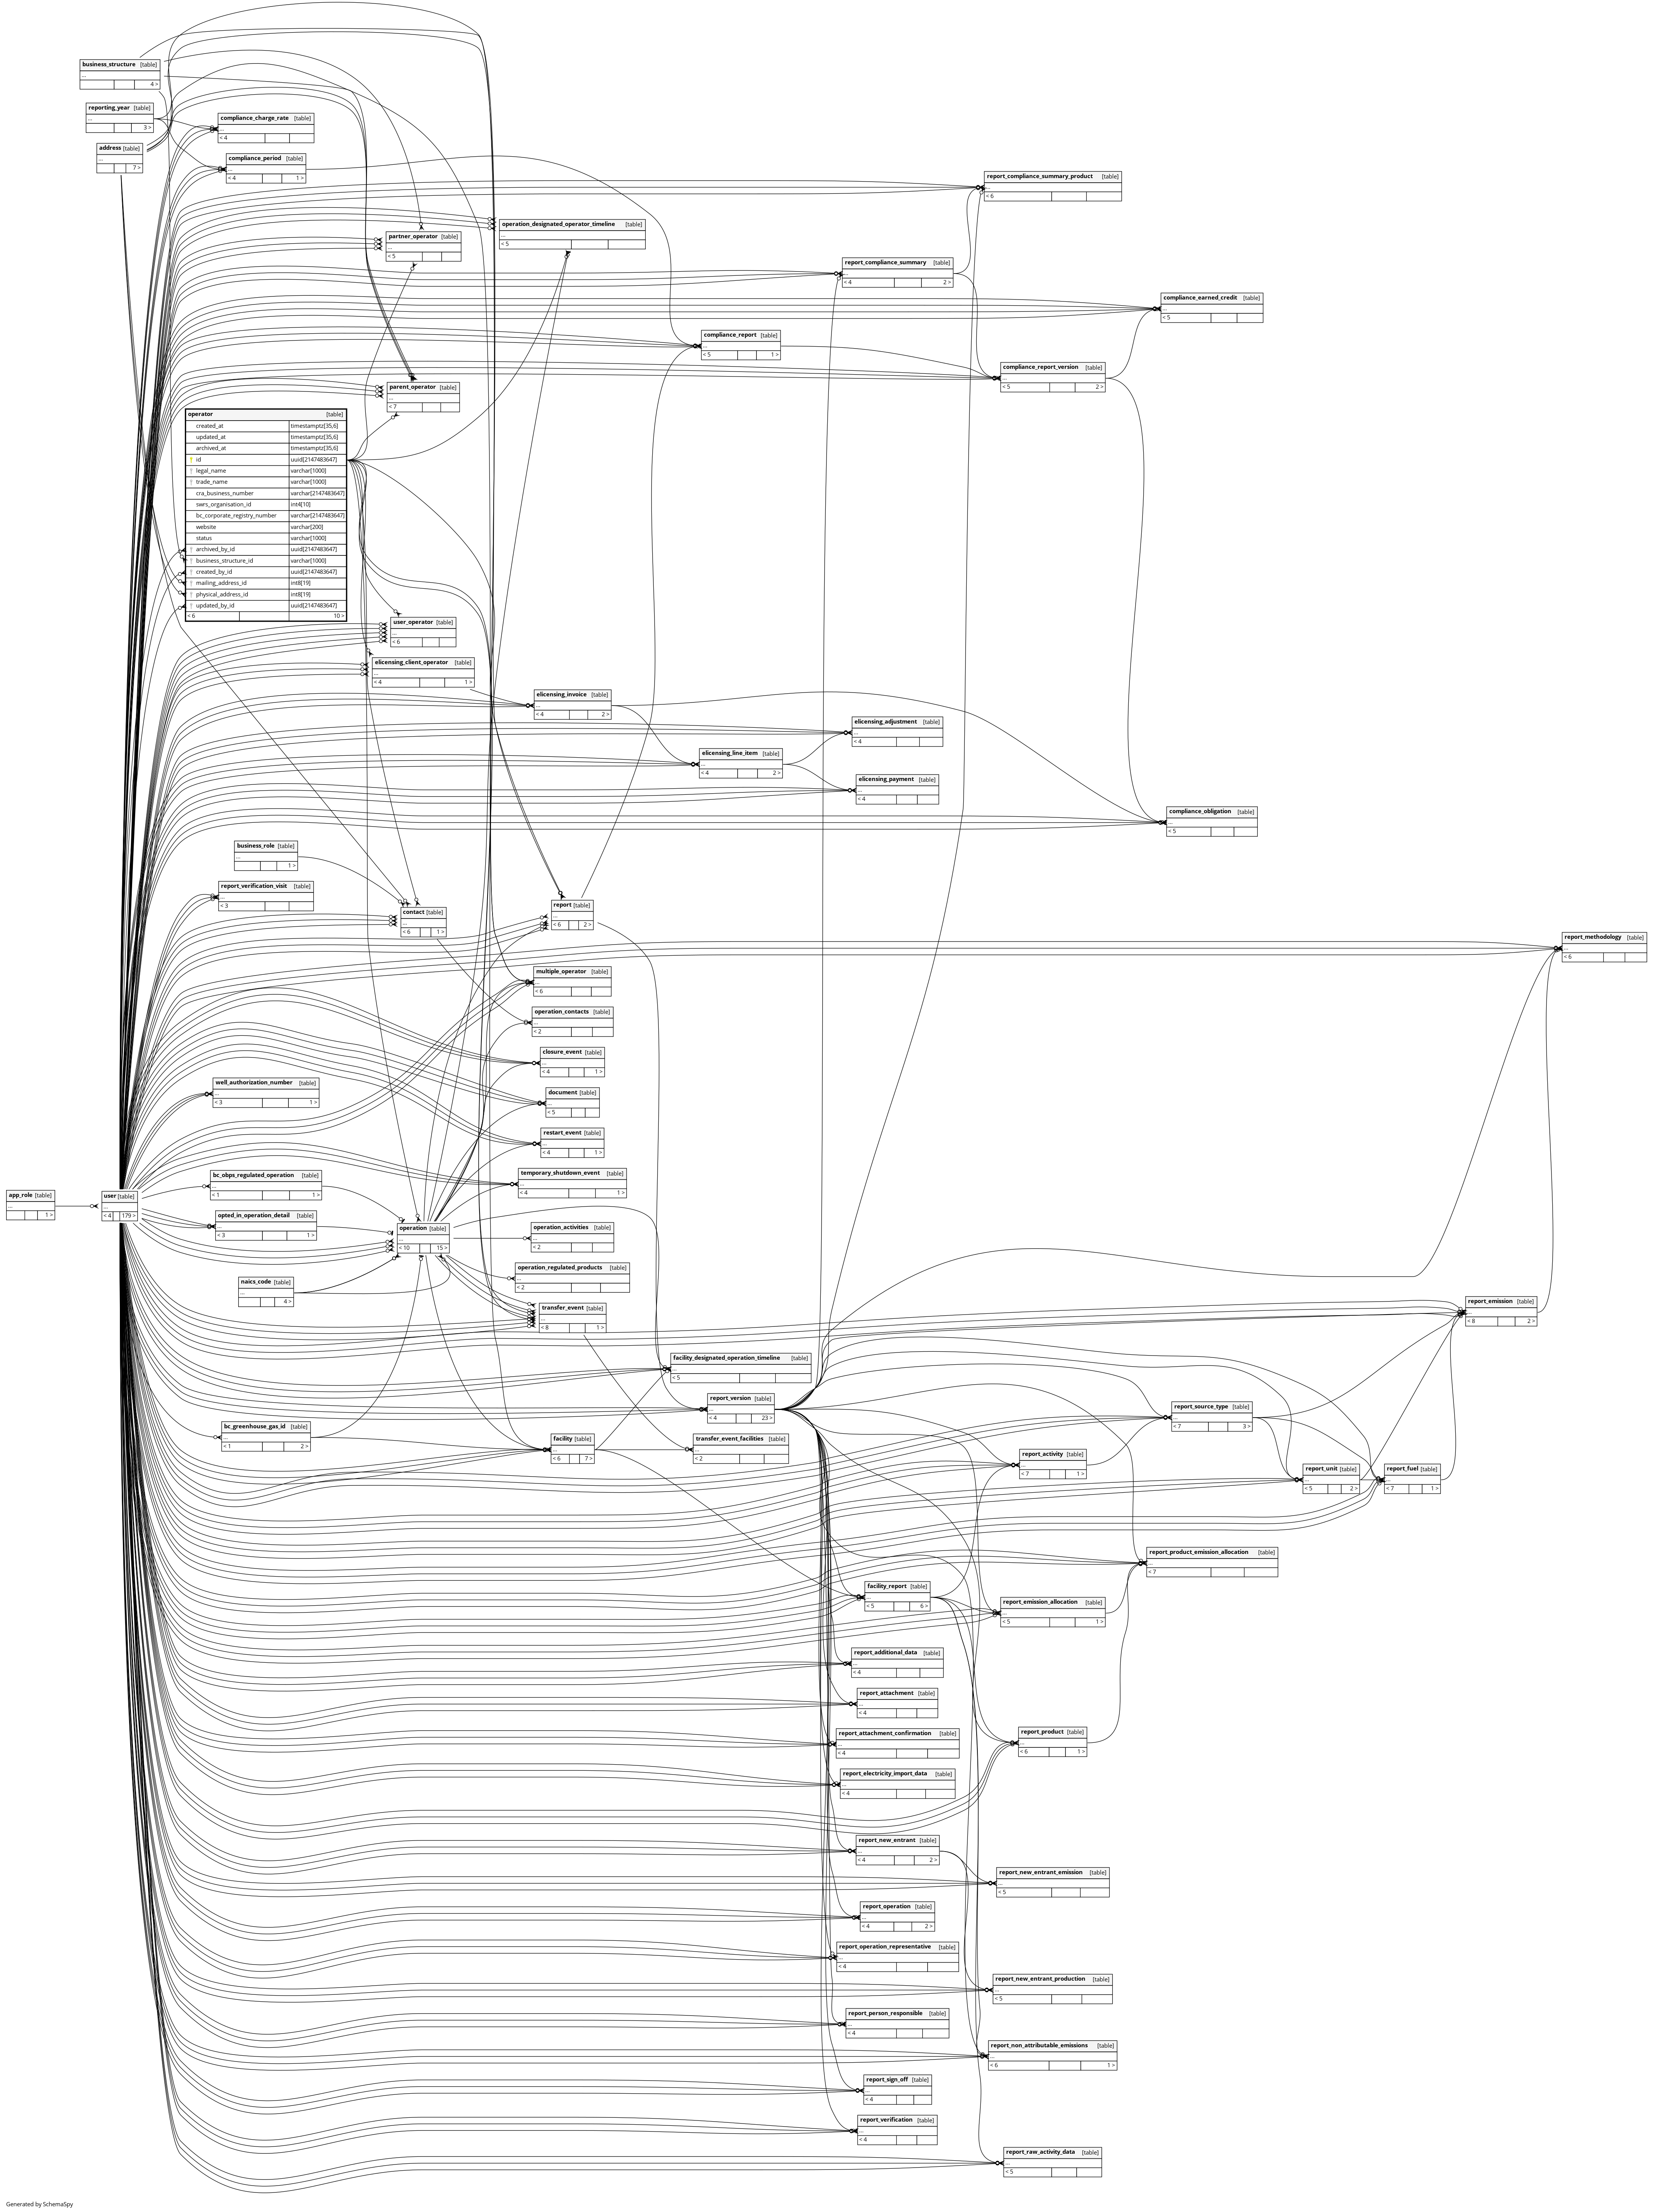 business_structure [table]
...
4 >
reporting_year [table]
...
3 >
address [table]
...
7 >
compliance_charge_rate [table]
...
< 4
compliance_period [table]
...
< 4 1 >
report_compliance_summary_product [table]
...
< 6
operation_designated_operator_timeline [table]
...
< 5
partner_operator [table]
...
< 5
report_compliance_summary [table]
...
< 4 2 >
compliance_earned_credit [table]
...
< 5
compliance_report [table]
...
< 5 1 >
compliance_report_version [table]
...
< 5 2 >
parent_operator [table]
...
< 7
operator [table]
created_at timestamptz[35,6]
updated_at timestamptz[35,6]
archived_at timestamptz[35,6]
id uuid[2147483647]
legal_name varchar[1000]
trade_name varchar[1000]
cra_business_number varchar[2147483647]
swrs_organisation_id int4[10]
bc_corporate_registry_number varchar[2147483647]
website varchar[200]
status varchar[1000]
archived_by_id uuid[2147483647]
business_structure_id varchar[1000]
created_by_id uuid[2147483647]
mailing_address_id int8[19]
physical_address_id int8[19]
updated_by_id uuid[2147483647]
< 6 10 >
user_operator [table]
...
< 6
elicensing_client_operator [table]
...
< 4 1 >
elicensing_invoice [table]
...
< 4 2 >
elicensing_adjustment [table]
...
< 4
elicensing_line_item [table]
...
< 4 2 >
elicensing_payment [table]
...
< 4
compliance_obligation [table]
...
< 5
business_role [table]
...
1 >
report_verification_visit [table]
...
< 3
contact [table]
...
< 6 1 >
report [table]
...
< 6 2 >
report_methodology [table]
...
< 6
multiple_operator [table]
...
< 6
operation_contacts [table]
...
< 2
closure_event [table]
...
< 4 1 >
well_authorization_number [table]
...
< 3 1 >
document [table]
...
< 5
restart_event [table]
...
< 4 1 >
temporary_shutdown_event [table]
...
< 4 1 >
bc_obps_regulated_operation [table]
...
< 1 1 >
app_role [table]
...
1 >
user [table]
...
< 4 179 >
opted_in_operation_detail [table]
...
< 3 1 >
operation [table]
...
< 10 15 >
operation_activities [table]
...
< 2
operation_regulated_products [table]
...
< 2
naics_code [table]
...
4 >
transfer_event [table]
...
< 8 1 >
report_emission [table]
...
< 8 2 >
facility_designated_operation_timeline [table]
...
< 5
report_version [table]
...
< 4 23 >
report_source_type [table]
...
< 7 3 >
bc_greenhouse_gas_id [table]
...
< 1 2 >
facility [table]
...
< 6 7 >
transfer_event_facilities [table]
...
< 2
report_activity [table]
...
< 7 1 >
report_unit [table]
...
< 5 2 >
report_fuel [table]
...
< 7 1 >
report_product_emission_allocation [table]
...
< 7
facility_report [table]
...
< 5 6 >
report_emission_allocation [table]
...
< 5 1 >
report_additional_data [table]
...
< 4
report_attachment [table]
...
< 4
report_attachment_confirmation [table]
...
< 4
report_product [table]
...
< 6 1 >
report_electricity_import_data [table]
...
< 4
report_new_entrant [table]
...
< 4 2 >
report_new_entrant_emission [table]
...
< 5
report_operation [table]
...
< 4 2 >
report_operation_representative [table]
...
< 4
report_new_entrant_production [table]
...
< 5
report_person_responsible [table]
...
< 4
report_non_attributable_emissions [table]
...
< 6 1 >
report_sign_off [table]
...
< 4
report_verification [table]
...
< 4
report_raw_activity_data [table]
...
< 5
Generated by SchemaSpy